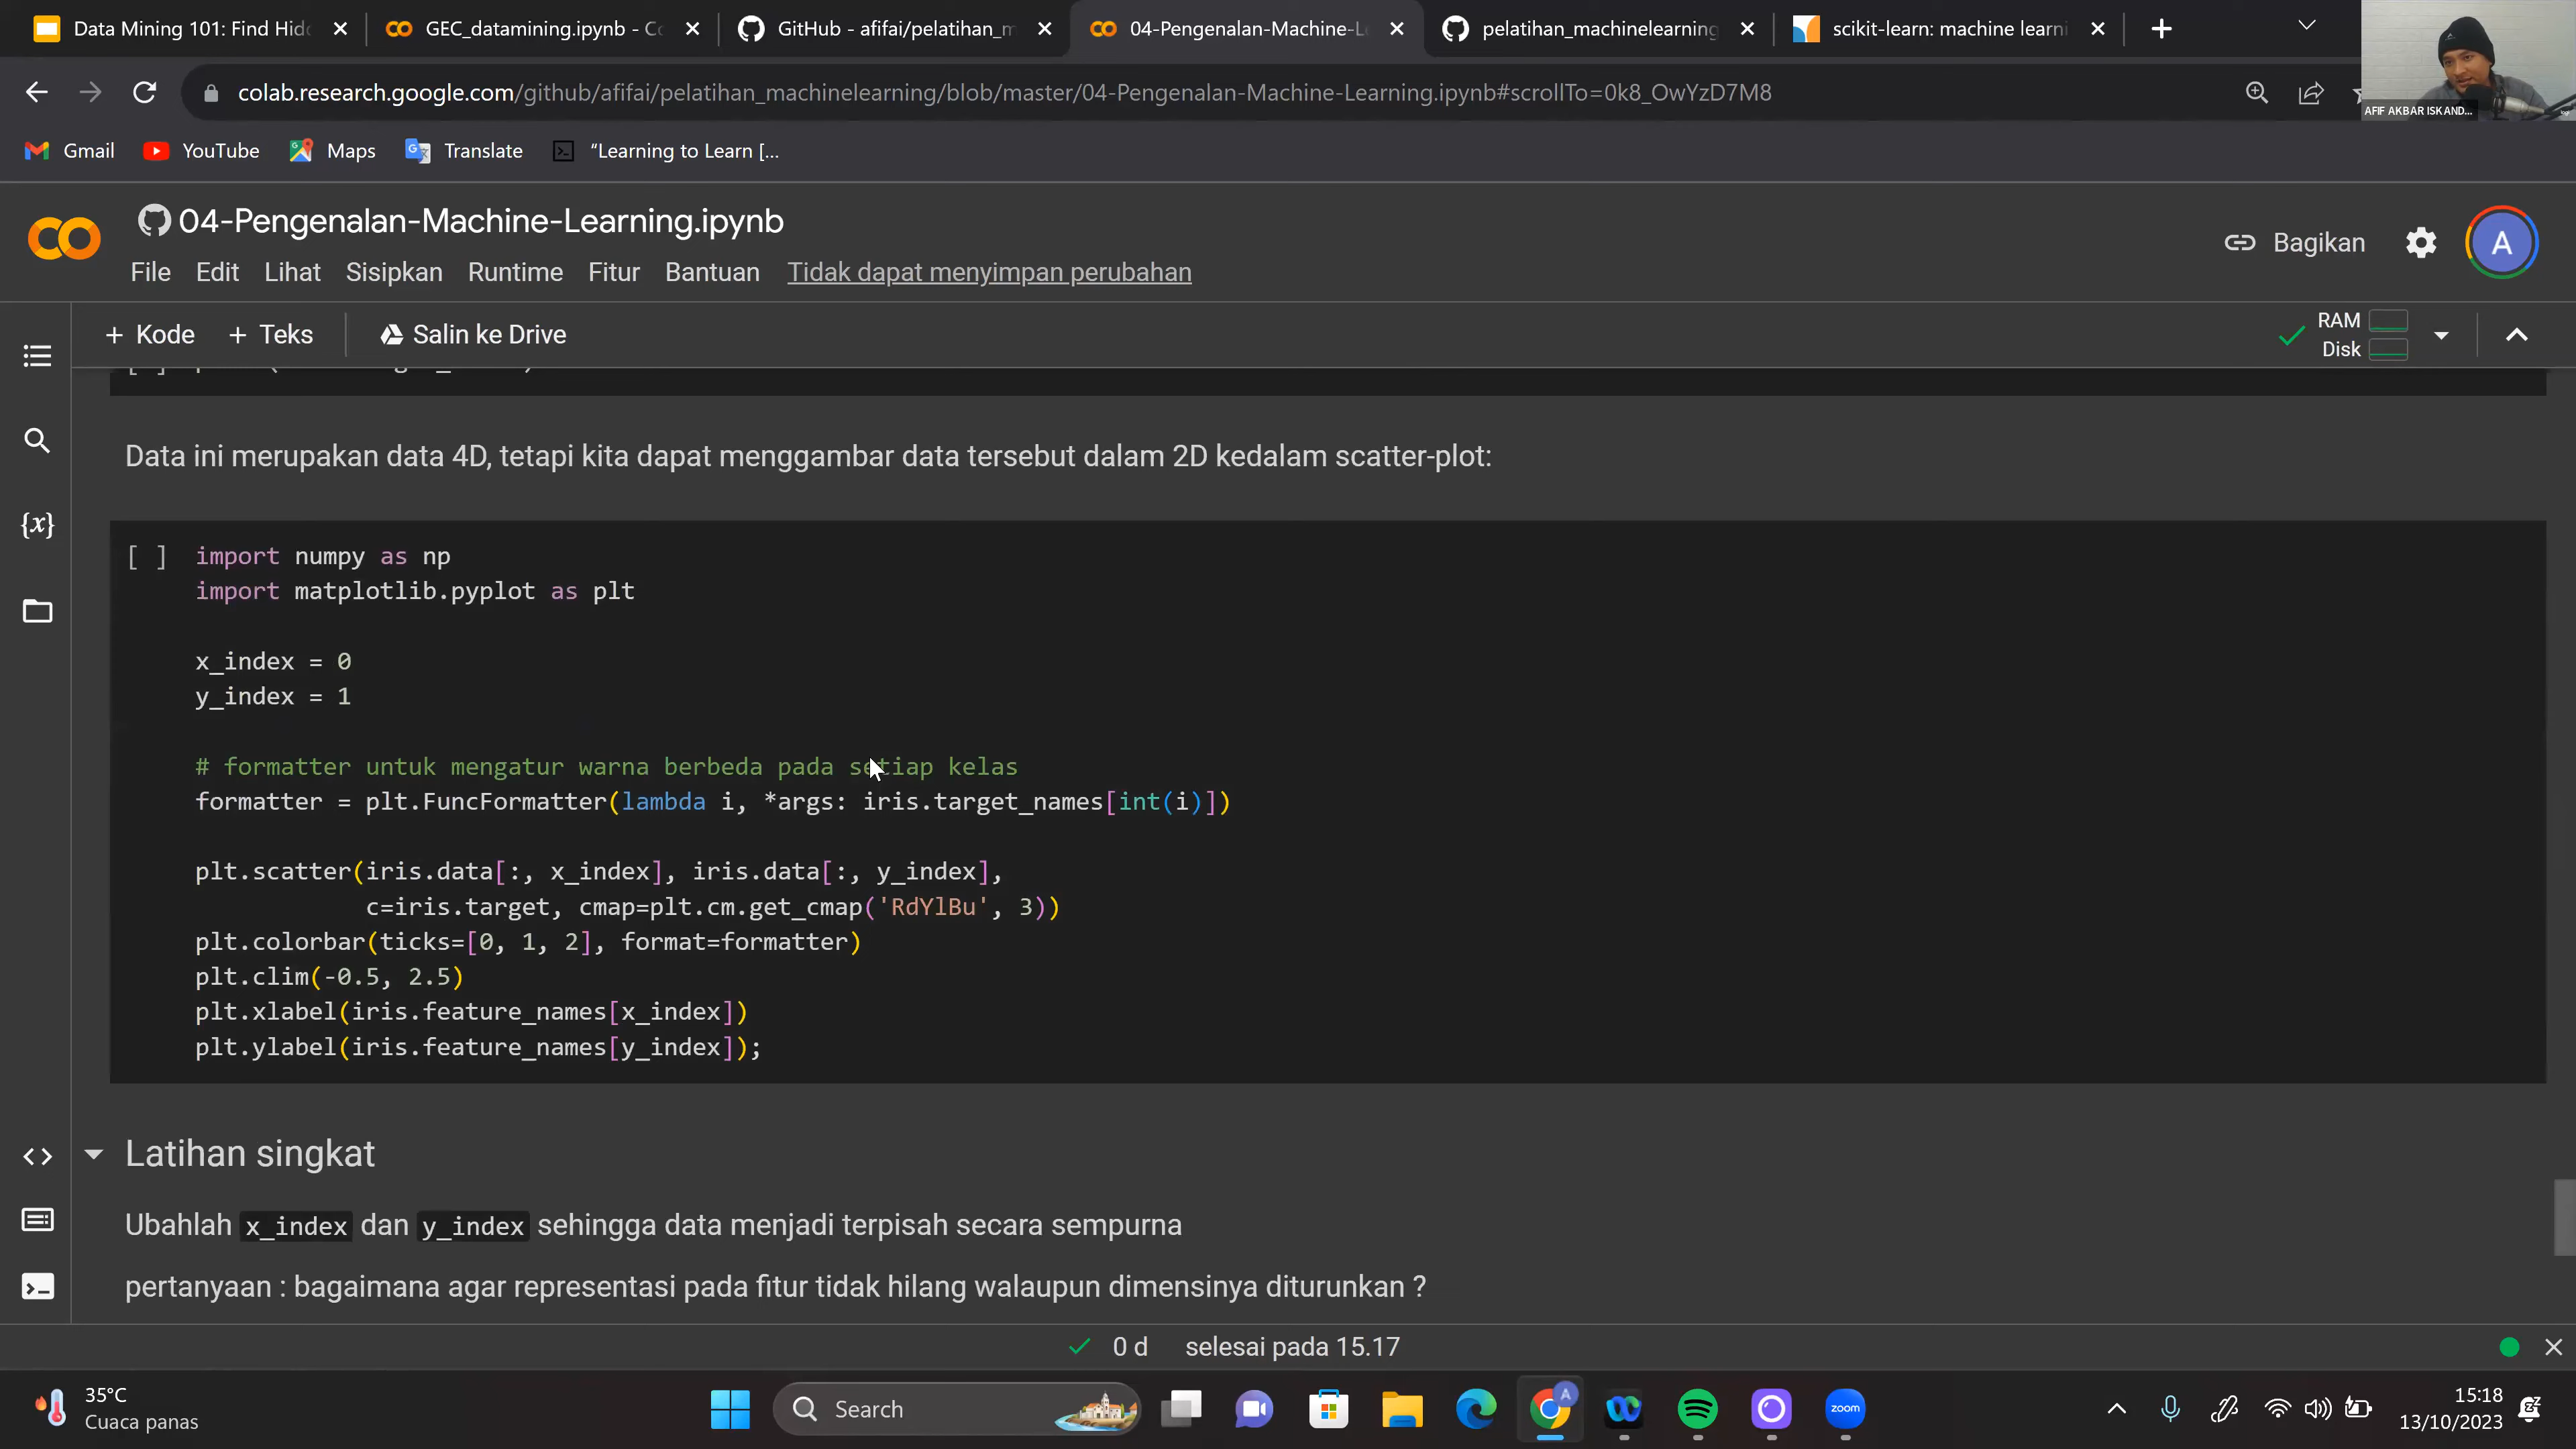 Data Mining 101: Find Hid
GEC_datamining.ipynb - Co
GitHub - afifai/pelatihan_m
04-Pengenalan-Machine-L
pelatihan_machinelearning
scikit-learn: machine learni
colab.research.google.com/github/afifai/pelatihan_machinelearning/blob/master/04-Pengenalan-Machine-Learning.ipynb#scrollTo=0k8_OwYzD7M8
AFIF AKBAR ISKAND...
Gmail
YouTube
Maps
Translate
“Learning to Learn [...
04-Pengenalan-Machine-Learning.ipynb
Bagikan
A
File Edit Lihat Sisipkan Runtime Fitur Bantuan Tidak dapat menyimpan perubahan
+ Kode + Teks Salin ke Drive
RAM
Disk
Data ini merupakan data 4D, tetapi kita dapat menggambar data tersebut dalam 2D kedalam scatter-plot:
[ ] import numpy as np
import matplotlib.pyplot as plt
x_index = 0
y_index = 1
# formatter untuk mengatur warna berbeda pada setiap kelas
formatter = plt.FuncFormatter(lambda i, *args: iris.target_names[int(i)])
plt.scatter(iris.data[:, x_index], iris.data[:, y_index],
c=iris.target, cmap=plt.cm.get_cmap('RdYlBu', 3))
plt.colorbar(ticks=[0, 1, 2], format=formatter)
plt.clim(-0.5, 2.5)
plt.xlabel(iris.feature_names[x_index])
plt.ylabel(iris.feature_names[y_index]);
Latihan singkat
Ubahlah x_index dan y_index sehingga data menjadi terpisah secara sempurna
pertanyaan : bagaimana agar representasi pada fitur tidak hilang walaupun dimensinya diturunkan ?
0 d selesai pada 15.17
35°C
Cuaca panas
Search
A
zoom
15:18
13/10/2023